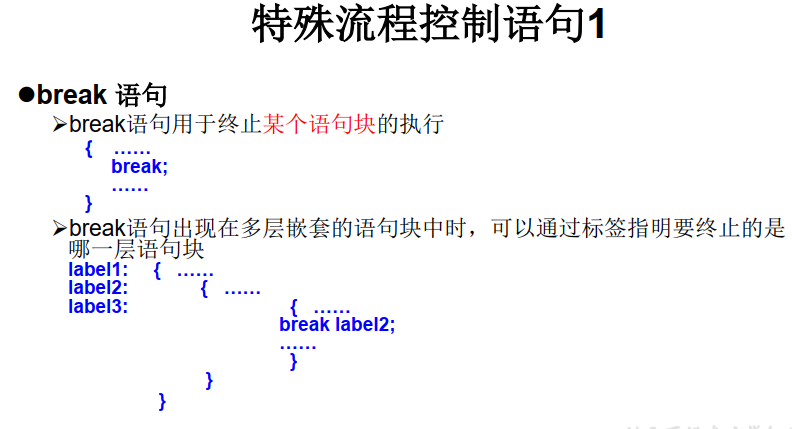 特殊流程控制语句1
●break 语句
➢break语句用于终止某个语句块的执行
{ ……
break;
……
}
➢break语句出现在多层嵌套的语句块中时，可以通过标签指明要终止的是
哪一层语句块
label1: { ……
label2: { ……
label3: { ……
break label2;
……
}
}
}